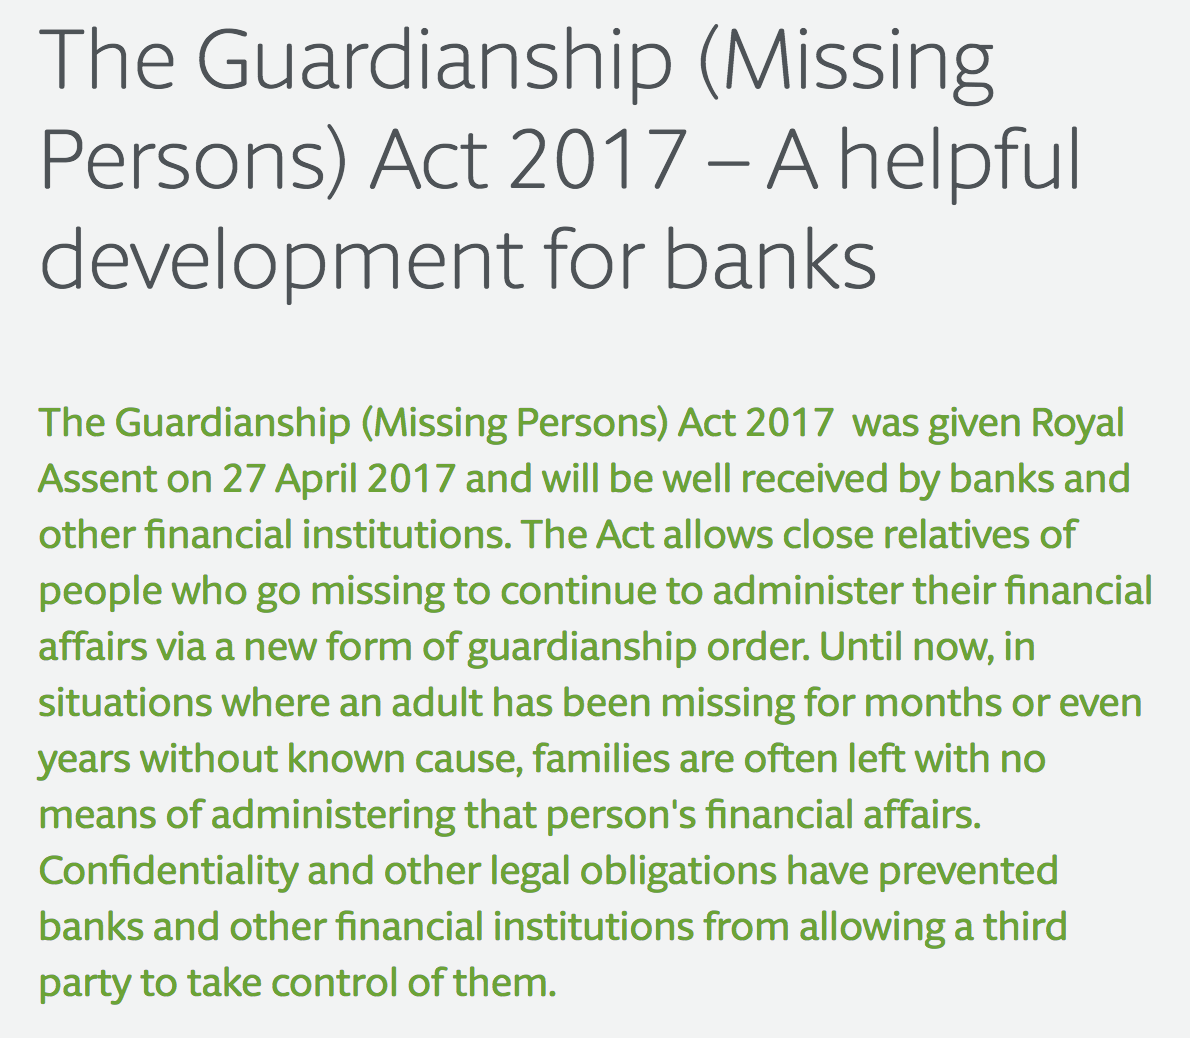 The Guardianship (Missing
Persons) Act 2017 – A helpful
development for banks
The Guardianship (Missing Persons) Act 2017  was given Royal
Assent on 27 April 2017 and will be well received by banks and
other financial institutions. The Act allows close relatives of
people who go missing to continue to administer their financial
affairs via a new form of guardianship order. Until now, in
situations where an adult has been missing for months or even
years without known cause, families are often left with no
means of administering that person's financial affairs.
Confidentiality and other legal obligations have prevented
banks and other financial institutions from allowing a third
party to take control of them.